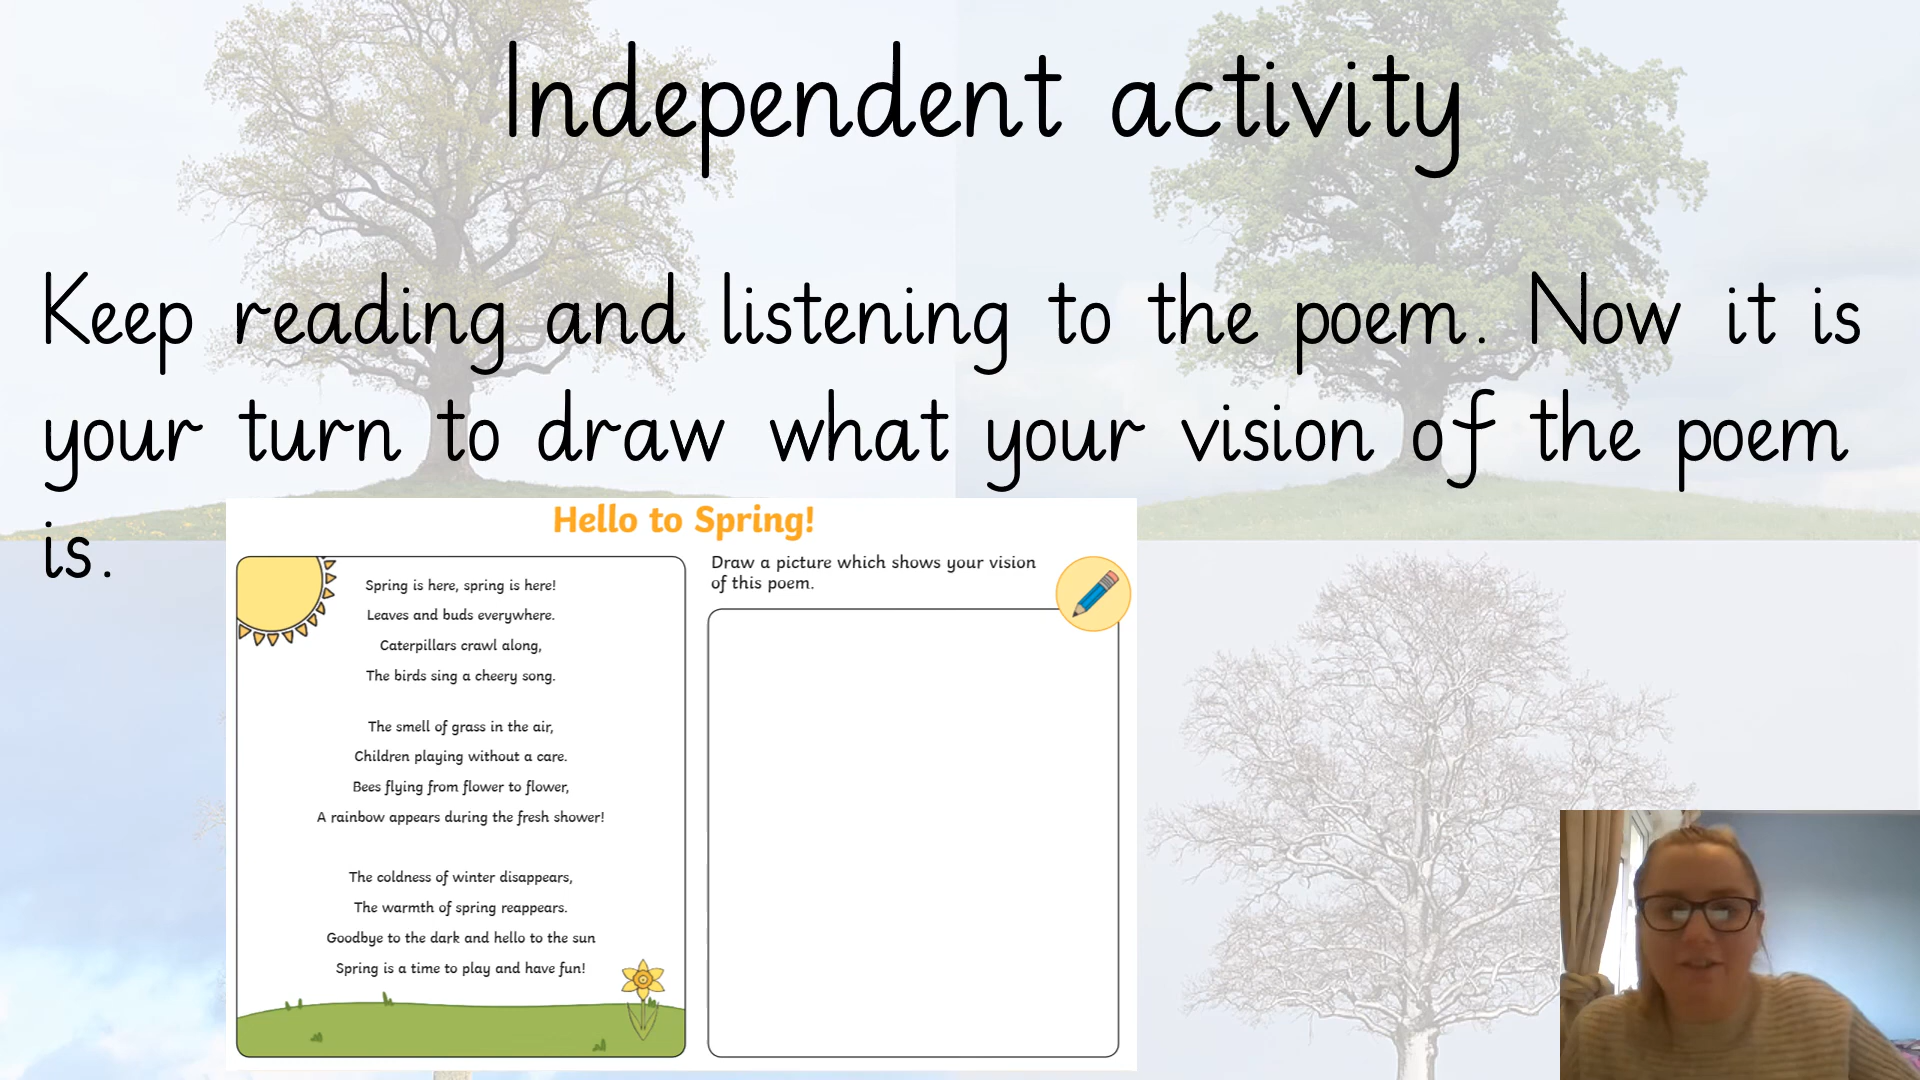 Independent activity
Keep reading and listening to the poem. Now it is
your turn to draw what your vision of the poem
is.
Hello to Spring!
Spring is here, spring is here!
Leaves and buds everywhere.
Caterpillars crawl along,
The birds sing a cheery song.
The smell of grass in the air,
Children playing without a care.
Bees flying from flower to flower,
A rainbow appears during the fresh shower!
The coldness of winter disappears,
The warmth of spring reappears.
Goodbye to the dark and hello to the sun
Spring is a time to play and have fun!
Draw a picture which shows your vision
of this poem.